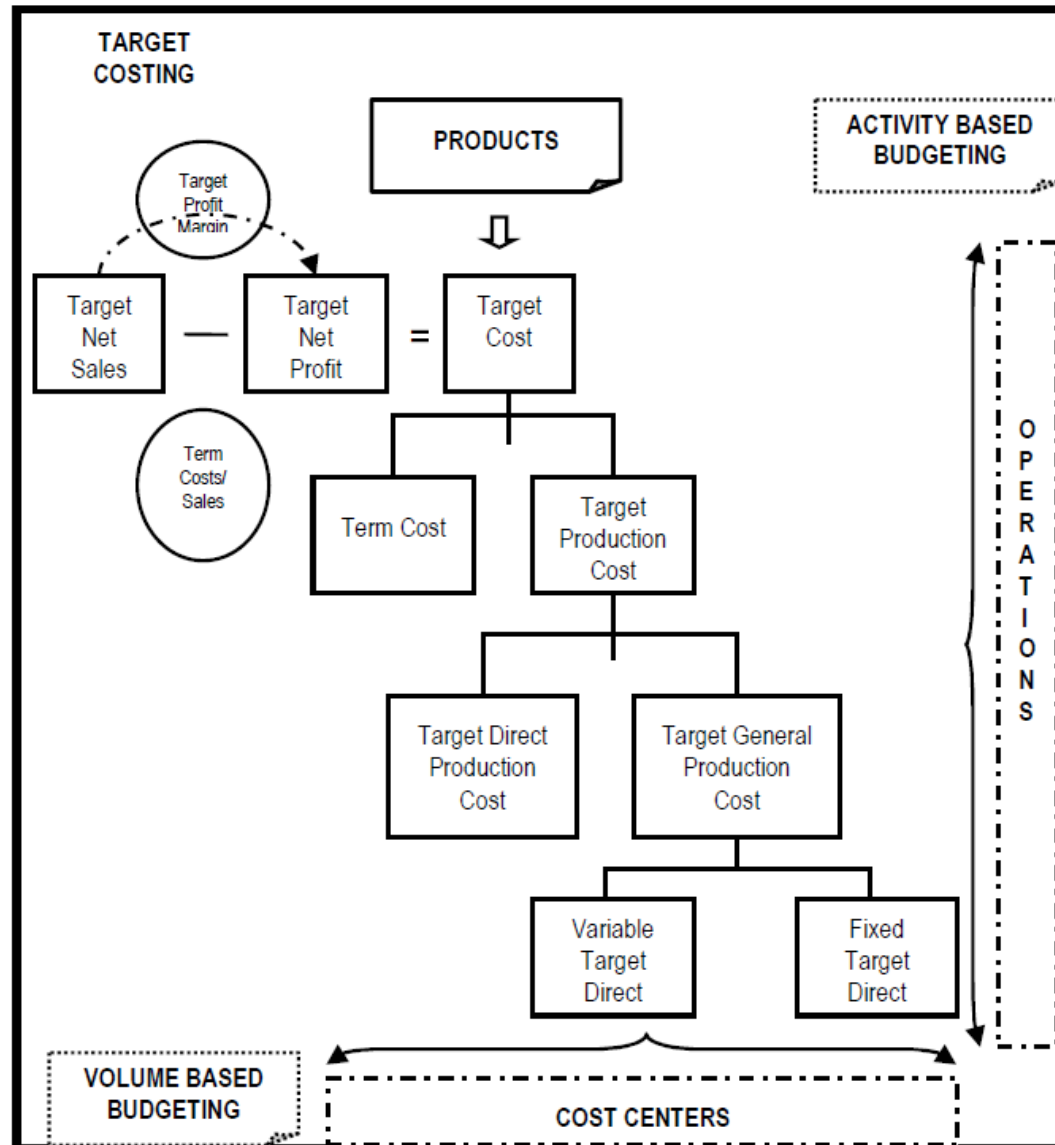 TARGET
COSTING
PRODUCTS
ACTIVITY BASED
BUDGETING
Target
Profit
Margin
Target
Net
Sales
—
Target
Net
Profit
=
Target
Cost
Term
Costs/
Sales
Term Cost
Target
Production
Cost
O
P
E
R
A
T
I
O
N
S
Target Direct
Production
Cost
Target General
Production
Cost
Variable
Target
Direct
Fixed
Target
Direct
VOLUME BASED
BUDGETING
COST CENTERS